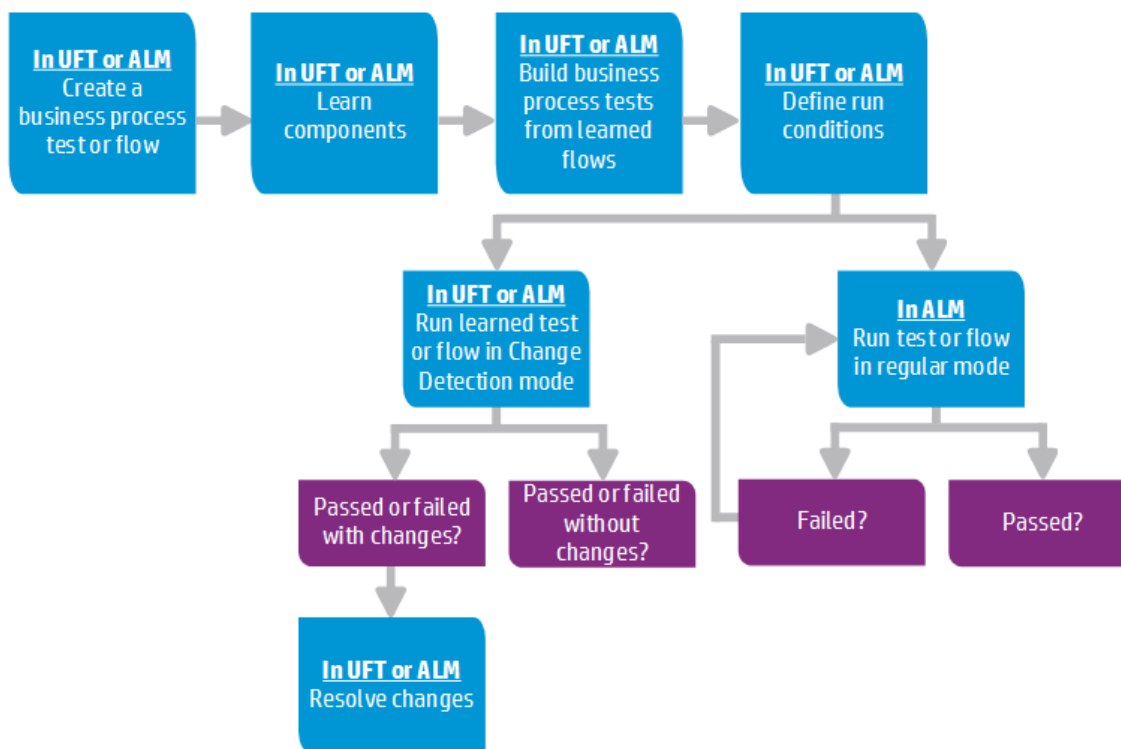 In UFT or ALM
Create a
business process
test or flow
In UFT or ALM
Learn
components
In UFT or ALM
Build business
process tests
from learned
flows
In UFT or ALM
Define run
conditions
In UFT or ALM
Run learned test
or flow in Change
Detection mode
In ALM
Run test or flow
in regular mode
Passed or failed
with changes?
Passed or failed
without
changes?
Failed?
Passed?
In UFT or ALM
Resolve changes